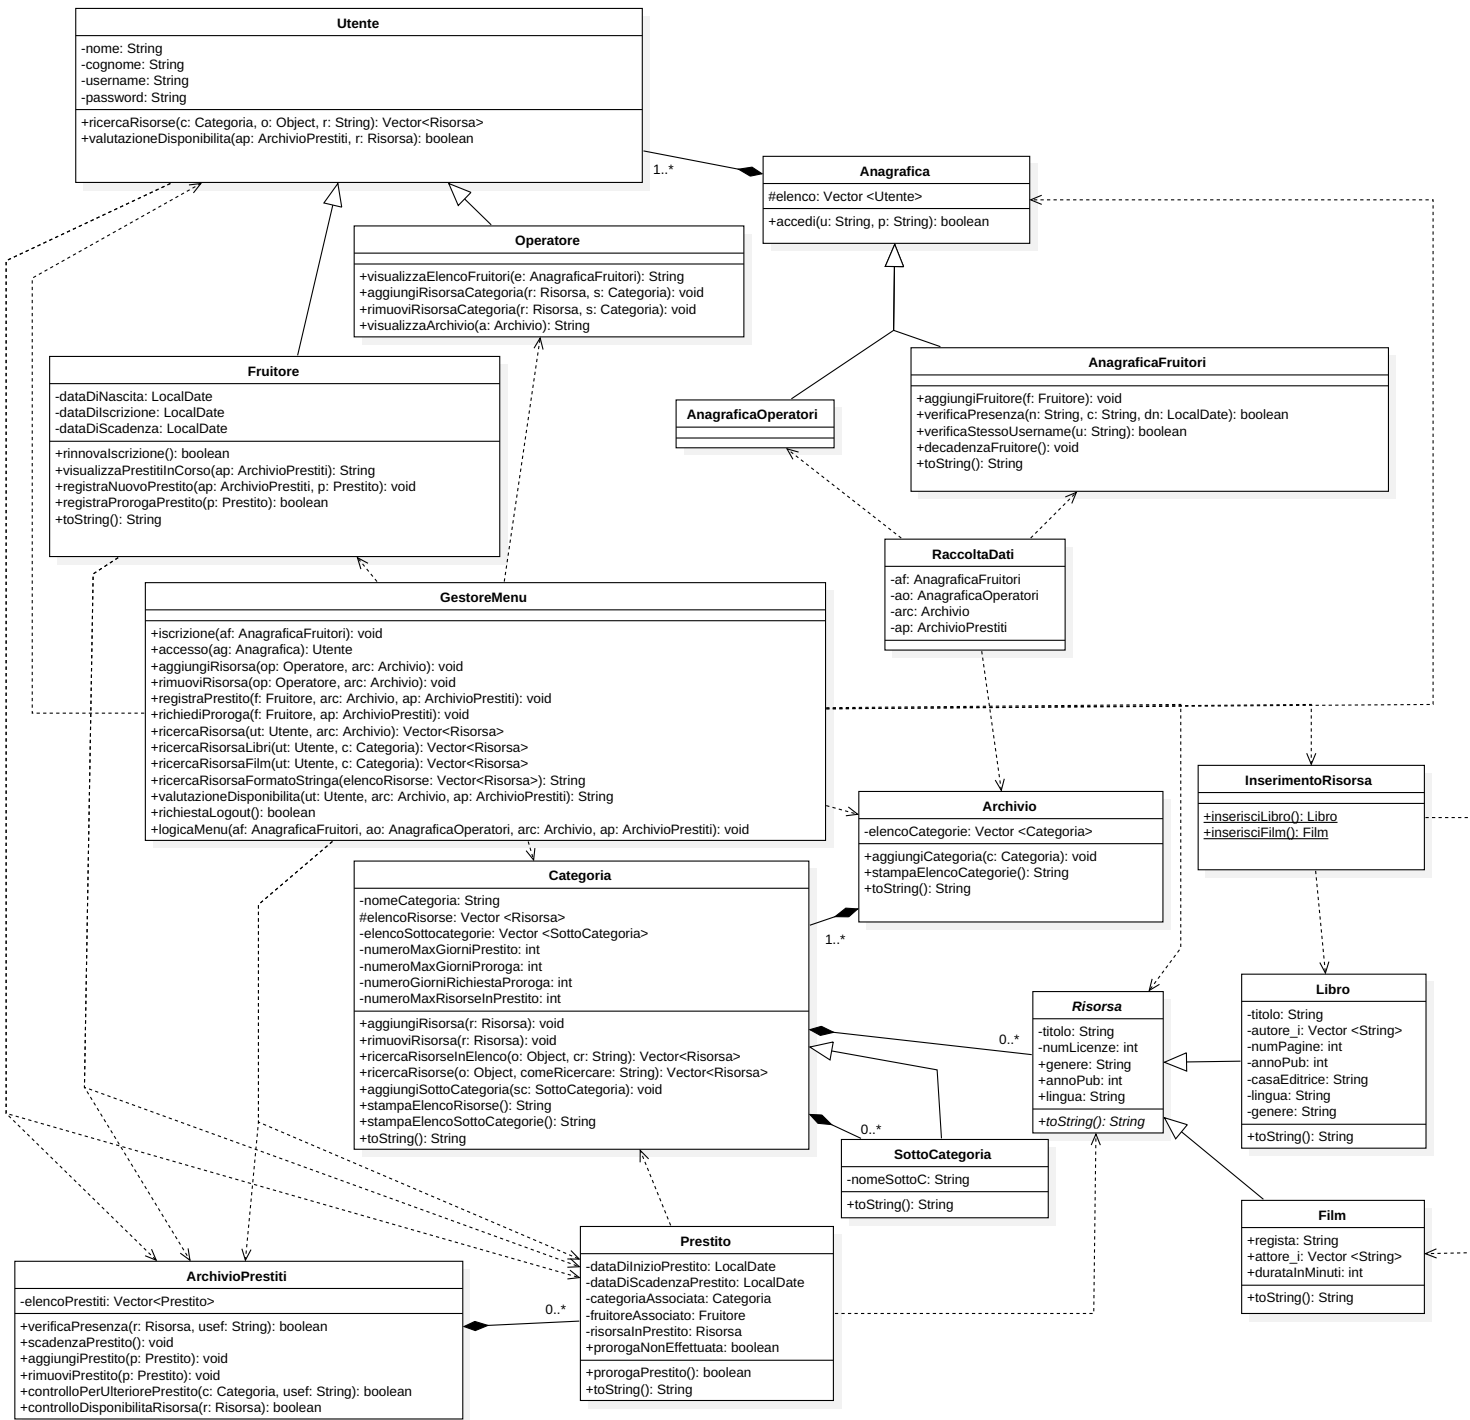 Utente
-nome: String
-cognome: String
-username: String
-password: String
+ricercaRisorse(c: Categoria, o: Object, r: String): Vector<Risorsa>
+valutazioneDisponibilita(ap: ArchivioPrestiti, r: Risorsa): boolean
1..*
Anagrafica
#elenco: Vector <Utente>
+accedi(u: String, p: String): boolean
Operatore
+visualizzaElencoFruitori(e: AnagraficaFruitori): String
+aggiungiRisorsaCategoria(r: Risorsa, s: Categoria): void
+rimuoviRisorsaCategoria(r: Risorsa, s: Categoria): void
+visualizzaArchivio(a: Archivio): String
Fruitore
-dataDiNascita: LocalDate
-dataDiIscrizione: LocalDate
-dataDiScadenza: LocalDate
+rinnovaIscrizione(): boolean
+visualizzaPrestitiInCorso(ap: ArchivioPrestiti): String
+registraNuovoPrestito(ap: ArchivioPrestiti, p: Prestito): void
+registraProrogaPrestito(p: Prestito): boolean
+toString(): String
AnagraficaOperatori
AnagraficaFruitori
+aggiungiFruitore(f: Fruitore): void
+verificaPresenza(n: String, c: String, dn: LocalDate): boolean
+verificaStessoUsername(u: String): boolean
+decadenzaFruitore(): void
+toString(): String
RaccoltaDati
-af: AnagraficaFruitori
-ao: AnagraficaOperatori
-arc: Archivio
-ap: ArchivioPrestiti
GestoreMenu
+iscrizione(af: AnagraficaFruitori): void
+accesso(ag: Anagrafica): Utente
+aggiungiRisorsa(op: Operatore, arc: Archivio): void
+rimuoviRisorsa(op: Operatore, arc: Archivio): void
+registraPrestito(f: Fruitore, arc: Archivio, ap: ArchivioPrestiti): void
+richiediProroga(f: Fruitore, ap: ArchivioPrestiti): void
+ricercaRisorsa(ut: Utente, arc: Archivio): Vector<Risorsa>
+ricercaRisorsaLibri(ut: Utente, c: Categoria): Vector<Risorsa>
+ricercaRisorsaFilm(ut: Utente, c: Categoria): Vector<Risorsa>
+ricercaRisorsaFormatoStringa(elencoRisorse: Vector<Risorsa>): String
+valutazioneDisponibilita(ut: Utente, arc: Archivio, ap: ArchivioPrestiti): String
+richiestaLogout(): boolean
+logicaMenu(af: AnagraficaFruitori, ao: AnagraficaOperatori, arc: Archivio, ap: ArchivioPrestiti): void
InserimentoRisorsa
+inserisciLibro(): Libro
+inserisciFilm(): Film
Archivio
-elencoCategorie: Vector <Categoria>
+aggiungiCategoria(c: Categoria): void
+stampaElencoCategorie(): String
+toString(): String
1..*
Categoria
-nomeCategoria: String
#elencoRisorse: Vector <Risorsa>
-elencoSottocategorie: Vector <SottoCategoria>
-numeroMaxGiorniPrestito: int
-numeroMaxGiorniProroga: int
-numeroGiorniRichiestaProroga: int
-numeroMaxRisorseInPrestito: int
+aggiungiRisorsa(r: Risorsa): void
+rimuoviRisorsa(r: Risorsa): void
+ricercaRisorseInElenco(o: Object, cr: String): Vector<Risorsa>
+ricercaRisorse(o: Object, comeRicercare: String): Vector<Risorsa>
+aggiungiSottoCategoria(sc: SottoCategoria): void
+stampaElencoRisorse(): String
+stampaElencoSottoCategorie(): String
+toString(): String
0..*
0..*
Risorsa
-titolo: String
-numLicenze: int
+genere: String
+annoPub: int
+lingua: String
+toString(): String
Libro
-titolo: String
-autore_i: Vector <String>
-numPagine: int
-annoPub: int
-casaEditrice: String
-lingua: String
-genere: String
+toString(): String
SottoCategoria
-nomeSottoC: String
+toString(): String
Film
+regista: String
+attore_i: Vector <String>
+durataInMinuti: int
+toString(): String
Prestito
-dataDiInizioPrestito: LocalDate
-dataDiScadenzaPrestito: LocalDate
-categoriaAssociata: Categoria
-fruitoreAssociato: Fruitore
-risorsaInPrestito: Risorsa
-prorogaNonEffettuata: boolean
+prorogaPrestito(): boolean
+toString(): String
0..*
ArchivioPrestiti
-elencoPrestiti: Vector<Prestito>
+verificaPresenza(r: Risorsa, usef: String): boolean
+scadenzaPrestito(): void
+aggiungiPrestito(p: Prestito): void
+rimuoviPrestito(p: Prestito): void
+controlloPerUlteriorePrestito(c: Categoria, usef: String): boolean
+controlloDisponibilitaRisorsa(r: Risorsa): boolean